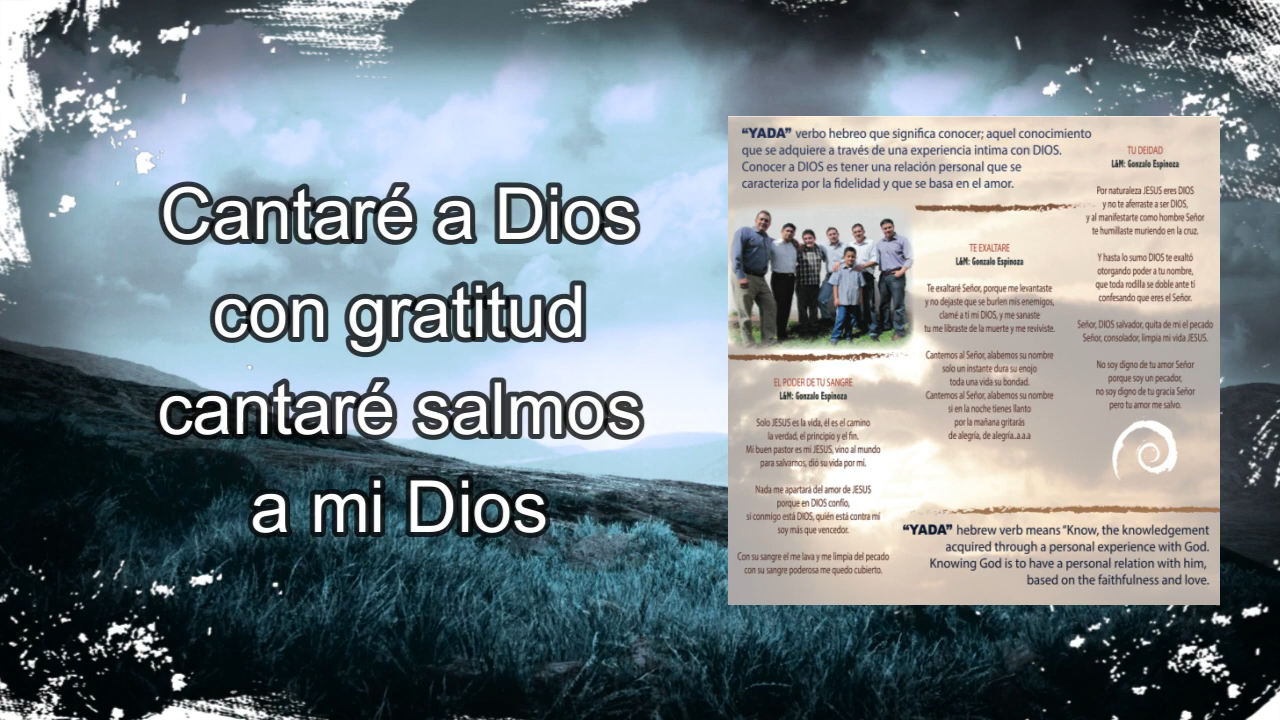 Cantaré a Dios
con gratitud
cantaré salmos
a mi Dios
“YADA” verbo hebreo que significa conocer; aquel conocimiento
que se adquiere a través de una experiencia intima con DIOS.
Conocer a DIOS es tener una relación personal que se
caracteriza por la fidelidad y que se basa en el amor.
EL PODER DE TU SANGRE
L&M: Gonzalo Espinoza
Solo JESUS es la vida, él es el camino
la verdad, el principio y el fin.
Mi buen pastor es mi JESUS, vino al mundo
para salvarnos, dió su vida por mí.
Nada me apartará del amor de JESUS
porque en DIOS confío,
si conmigo está DIOS, quién está contra mí
soy más que vencedor.
Con su sangre el me lava y me limpia del pecado
con su sangre poderosa me quedo cubierto.
TE EXALTARE
L&M: Gonzalo Espinoza
Te exaltaré Señor, porque me levantaste
y no dejaste que se burlen mis enemigos,
clamé a ti mi DIOS, y me sanaste
tu me libraste de la muerte y me reviviste.
Cantemos al Señor, alabemos su nombre
solo un instante dura su enojo
toda una vida su bondad.
Cantemos al Señor, alabemos su nombre
si en la noche tienes llanto
por la mañana gritarás
de alegría, de alegría..a.a.a
TU DEIDAD
L&M: Gonzalo Espinoza
Por naturaleza JESUS eres DIOS
y no te aferraste a ser DIOS,
y al manifestarte como hombre Señor
te humillaste muriendo en la cruz.
Y hasta lo sumo DIOS te exaltó
otorgando poder a tu nombre,
que toda rodilla se doble ante ti
confesando que eres el Señor.
Señor, DIOS salvador, quita de mi el pecado
Señor, consolador, limpia mi vida JESUS.
No soy digno de tu amor Señor
porque soy un pecador,
no soy digno de tu gracia Señor
pero tu amor me salvo.
“YADA” hebrew verb means “Know, the knowledgement
acquired through a personal experience with God.
Knowing God is to have a personal relation with him,
based on the faithfulness and love.